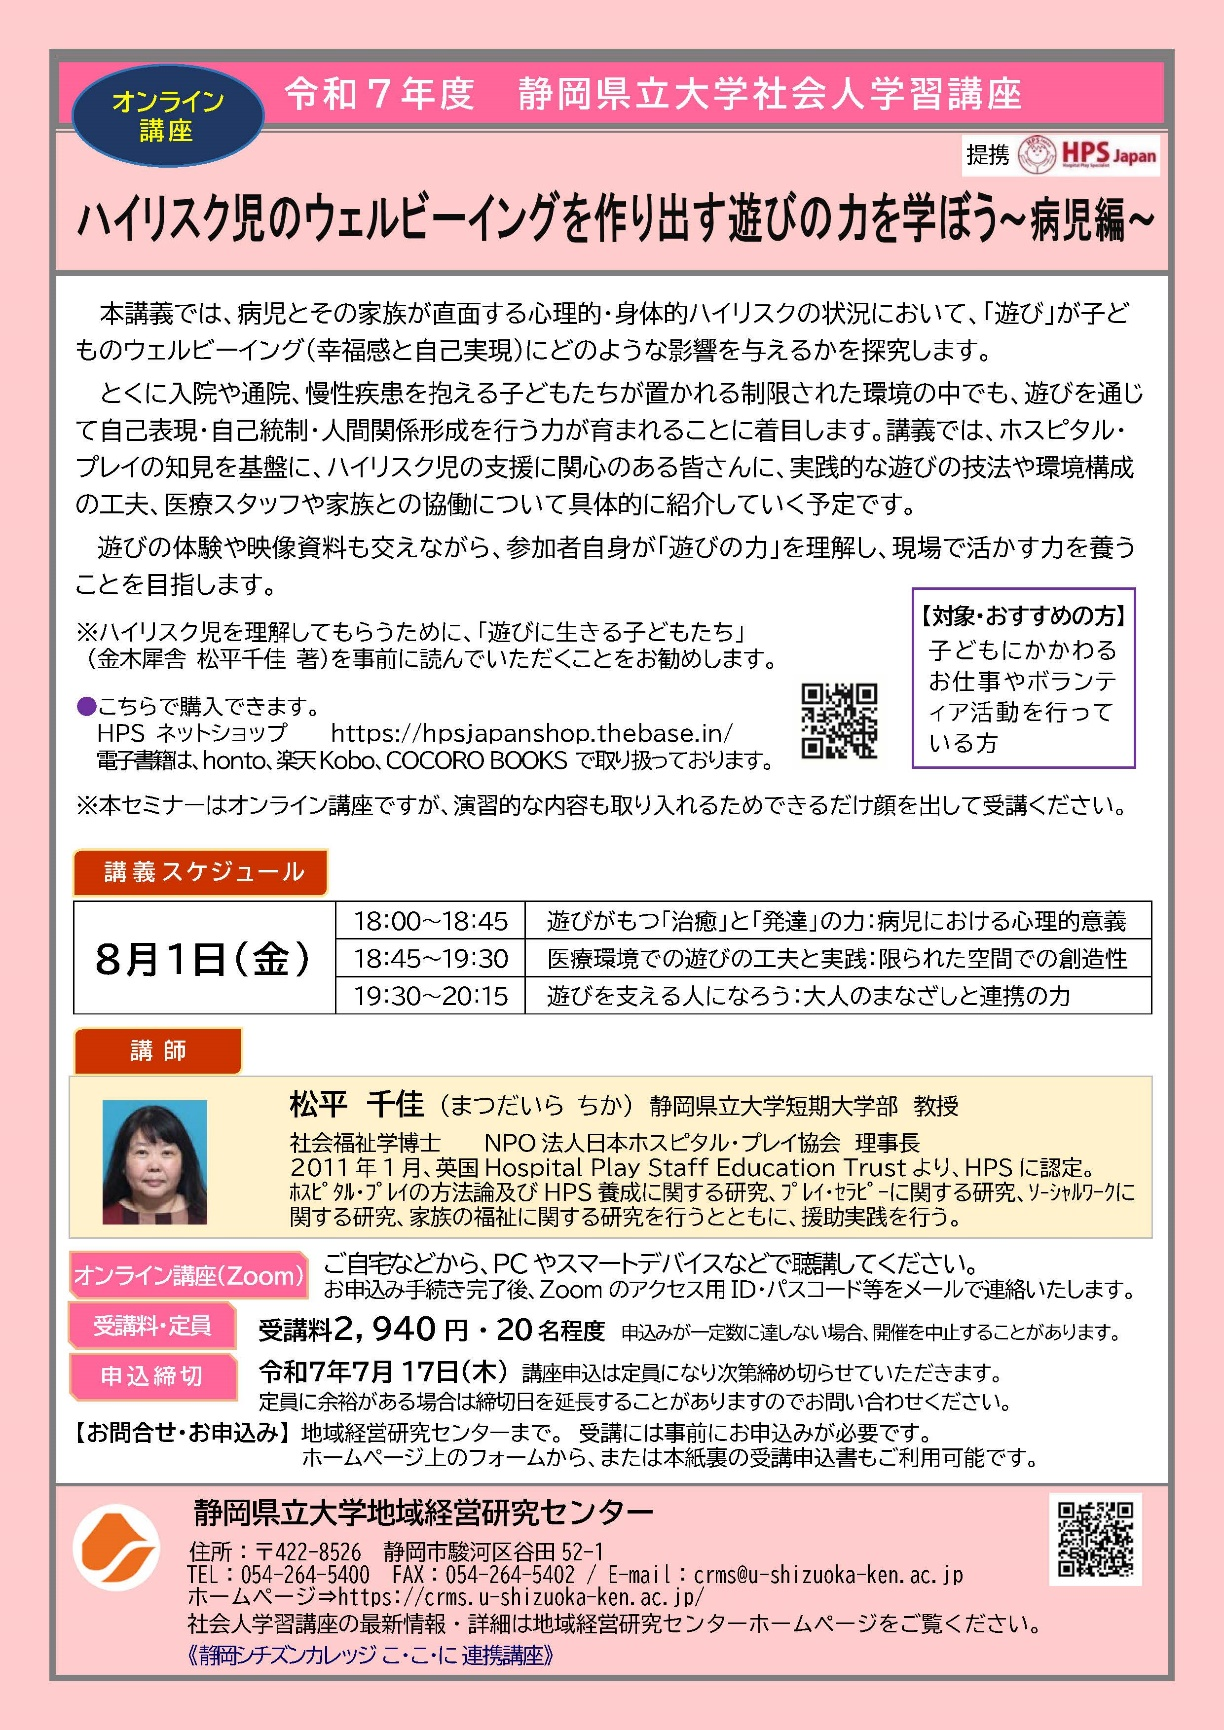 オンライン
講座
令和７年度　静岡県立大学社会人学習講座
提携 HPS Japan
ハイリスク児のウェルビーイングを作り出す遊びの力を学ぼう～病児編～
本講義では、病児とその家族が直面する心理的・身体的ハイリスクの状況において、「遊び」が子ど
ものウェルビーイング（幸福感と自己実現）にどのような影響を与えるかを探究します。
とくに入院や通院、慢性疾患を抱える子どもたちが置かれる制限された環境の中でも、遊びを通じ
て自己表現・自己統制・人間関係形成を行う力が育まれることに着目します。講義では、ホスピタル・
プレイの知見を基盤に、ハイリスク児の支援に関心のある皆さんに、実践的な遊びの技法や環境構成
の工夫、医療スタッフや家族との協働について具体的に紹介していく予定です。
遊びの体験や映像資料も交えながら、参加者自身が「遊びの力」を理解し、現場で活かす力を養う
ことを目指します。
※ハイリスク児を理解してもらうために、「遊びに生きる子どもたち」
（金木犀舎 松平千佳 著）を事前に読んでいただくことをお勧めします。
●こちらで購入できます。
HPS ネットショップ　https://hpsjapanshop.thebase.in/
電子書籍は、honto、楽天Kobo、COCORO BOOKS で取り扱っております。
【対象・おすすめの方】
子どもにかかわる
お仕事やボランテ
ィア活動を行って
いる方
※本セミナーはオンライン講座ですが、演習的な内容も取り入れるためできるだけ顔を出して受講ください。
講義スケジュール
8月1日（金）
18:00～18:45　遊びがもつ「治癒」と「発達」の力：病児における心理的意義
18:45～19:30　医療環境での遊びの工夫と実践：限られた空間での創造性
19:30～20:15　遊びを支える人になろう：大人のまなざしと連携の力
講師
松平　千佳（まつだいら ちか）静岡県立大学短期大学部　教授
社会福祉学博士　NPO法人日本ホスピタル・プレイ協会　理事長
2011年1月、英国Hospital Play Staff Education Trustより、HPSに認定。
ﾎｽﾋﾟﾀﾙ・ﾌﾟﾚｲの方法論及びHPS養成に関する研究、ﾌﾟﾚｲ・ｾﾗﾋﾟｰに関する研究、ｿｰｼｬﾙﾜｰｸに
関する研究、家族の福祉に関する研究を行うとともに、援助実践を行う。
オンライン講座（Zoom）
ご自宅などから、PCやスマートデバイスなどで聴講してください。
お申込み手続き完了後、Zoomのアクセス用ID・パスコード等をメールで連絡いたします。
受講料・定員
受講料2，940円・20名程度　申込みが一定数に達しない場合、開催を中止することがあります。
申込締切
令和7年7月17日（木）講座申込は定員になり次第締め切らせていただきます。
定員に余裕がある場合は締切日を延長することがありますのでお問い合わせください。
【お問合せ・お申込み】地域経営研究センターまで。 受講には事前にお申込みが必要です。
ホームページ上のフォームから、または本紙裏の受講申込書もご利用可能です。
静岡県立大学地域経営研究センター
住所：〒422-8526　静岡市駿河区谷田52-1
TEL：054-264-5400　FAX：054-264-5402 / E-mail：crms@u-shizuoka-ken.ac.jp
ホームページ⇒https://crms.u-shizuoka-ken.ac.jp/
社会人学習講座の最新情報・詳細は地域経営研究センターホームページをご覧ください。
《静岡シチズンカレッジ こ・こ・に 連携講座》